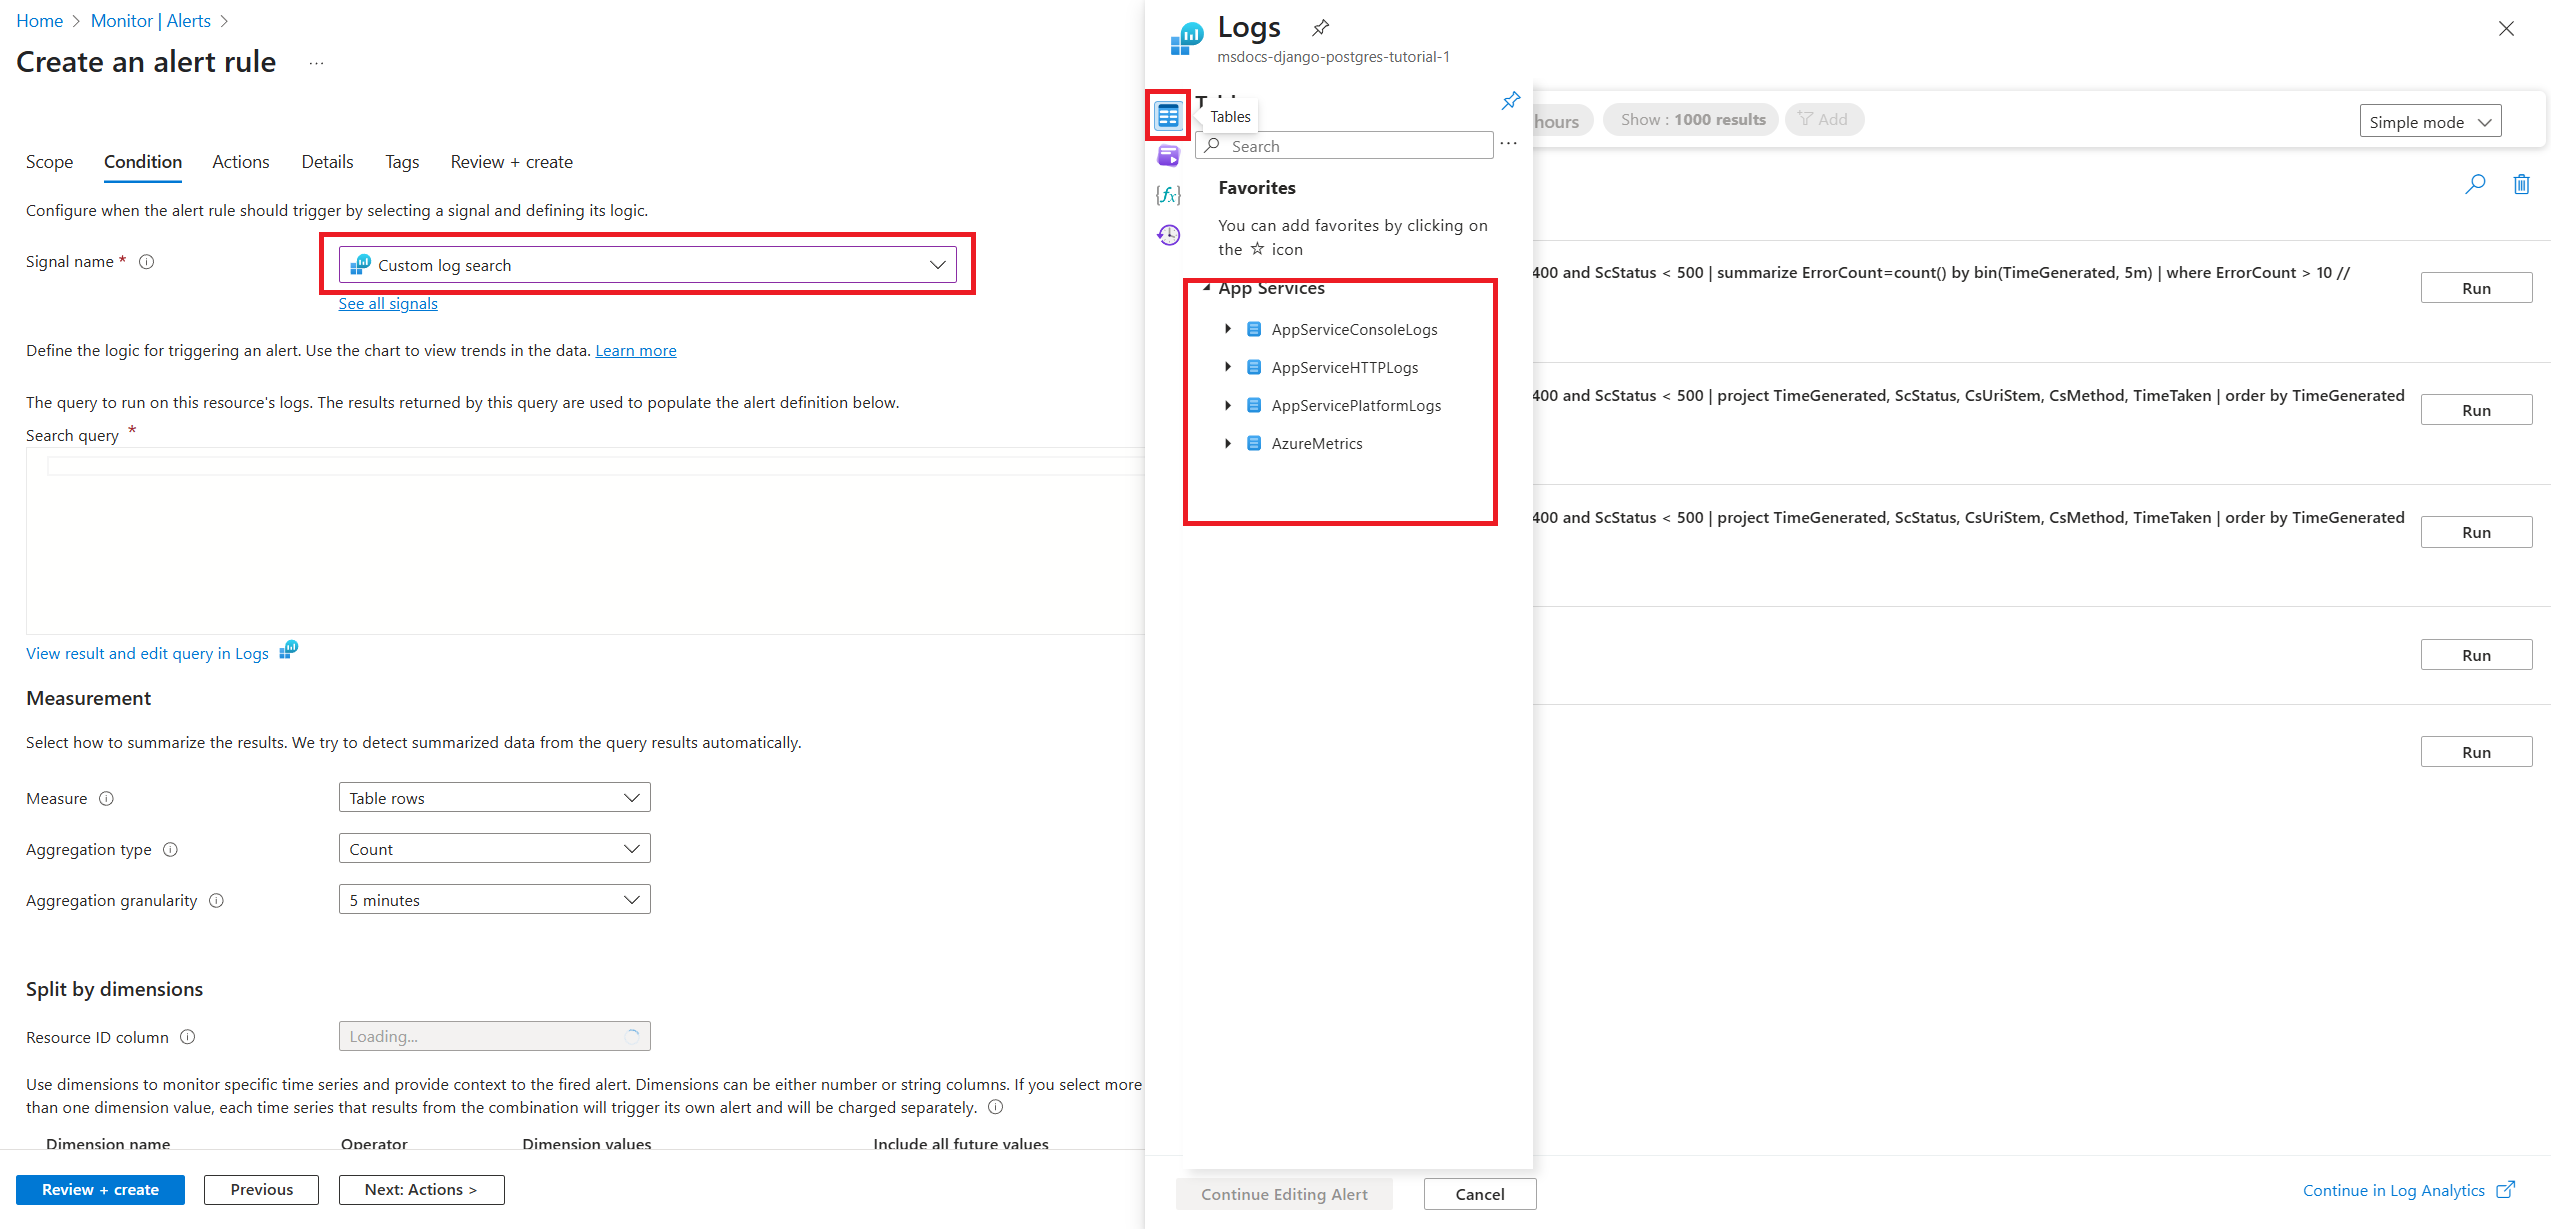 Home > Monitor | Alerts >
Create an alert rule ...
Scope Condition Actions Details Tags Review + create
Configure when the alert rule should trigger by selecting a signal and defining its logic.
Signal name *
Custom log search
See all signals
Define the logic for triggering an alert. Use the chart to view trends in the data. Learn more
The query to run on this resource's logs. The results returned by this query are used to populate the alert definition below.
Search query *
View result and edit query in Logs
Measurement
Select how to summarize the results. We try to detect summarized data from the query results automatically.
Measure
Table rows
Aggregation type
Count
Aggregation granularity
5 minutes
Split by dimensions
Resource ID column
Loading...
Use dimensions to monitor specific time series and provide context to the fired alert. Dimensions can be either number or string columns. If you select more
than one dimension value, each time series that results from the combination will trigger its own alert and will be charged separately.
Dimension name Operator Dimension values Include all future values
Review + create Previous Next: Actions >
Logs
msdocs-django-postgres-tutorial-1
Tables
Search ...
Favorites
You can add favorites by clicking on
the ☆ icon
App Services
AppServiceConsoleLogs
AppServiceHTTPLogs
AppServicePlatformLogs
AzureMetrics
hours Show : 1000 results Add Simple mode
400 and ScStatus < 500 | summarize ErrorCount=count() by bin(TimeGenerated, 5m) | where ErrorCount > 10 //
Run
400 and ScStatus < 500 | project TimeGenerated, ScStatus, CsUriStem, CsMethod, TimeTaken | order by TimeGenerated
Run
400 and ScStatus < 500 | project TimeGenerated, ScStatus, CsUriStem, CsMethod, TimeTaken | order by TimeGenerated
Run
Run
Run
Continue Editing Alert Cancel Continue in Log Analytics